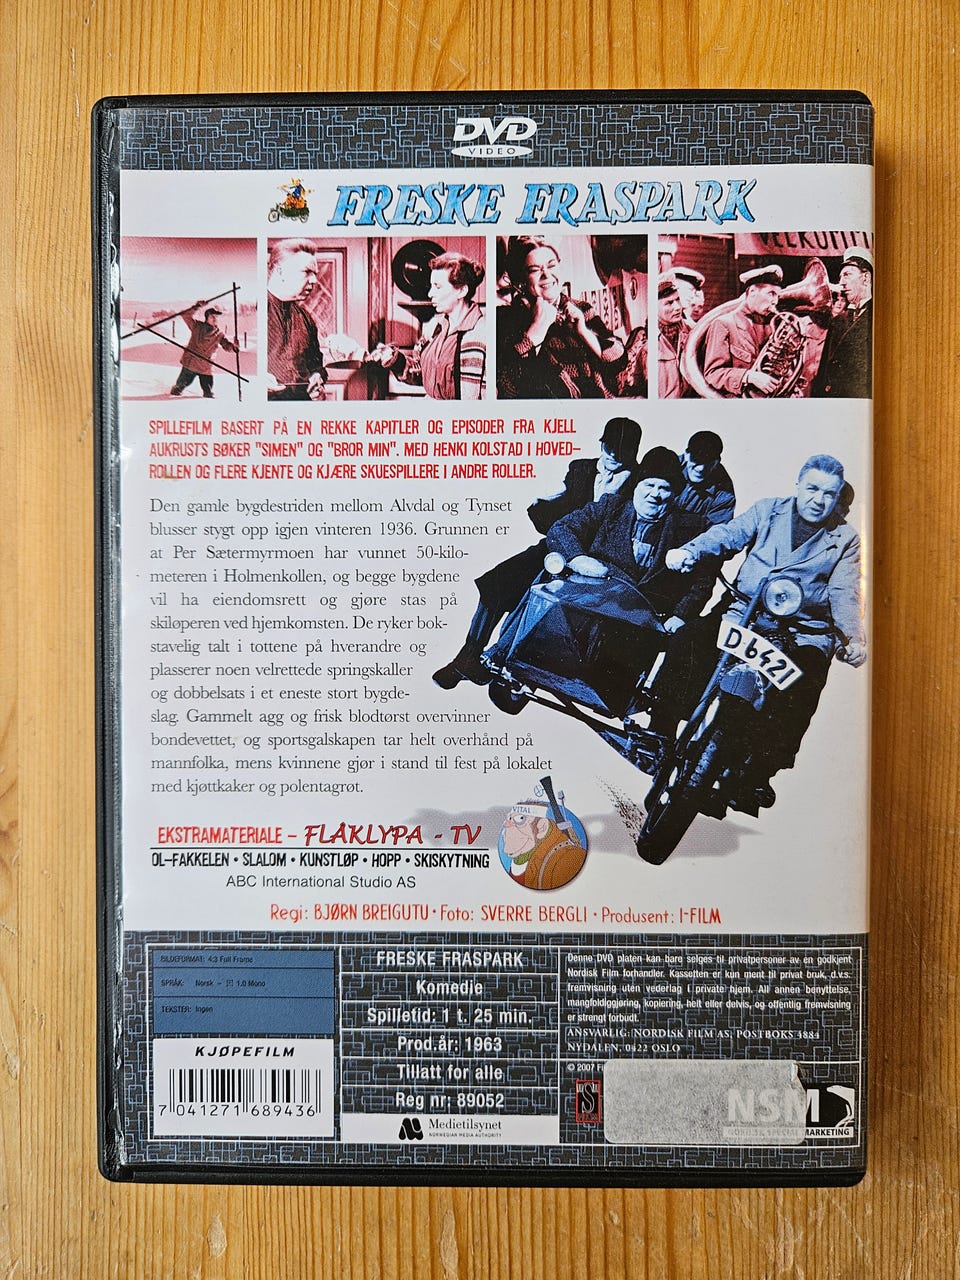 DVD
VIDEO
FRESKE FRASPARK
VELKOMM
SPILLEFILM BASERT PÅ EN REKKE KAPITLER OG EPISODER FRA KJELL
AUKRUSTS BØKER "SIMEN" OG "BROR MIN". MED HENKI KOLSTAD I HOVED-
ROLLEN OG FLERE KJENTE OG KJÆRE SKUESPILLERE I ANDRE ROLLER.
Den gamle bygdestriden mellom Alvdal og Tynset
blusser stygt opp igjen vinteren 1936. Grunnen er
at Per Sætermyrmoen har vunnet 50-kilo-
meteren i Holmenkollen, og begge bygdene
vil ha eiendomsrett og gjøre stas på
skiløperen ved hjemkomsten. De ryker bok-
stavelig talt i tottene på hverandre og
plasserer noen velrettede springskaller
og dobbelsats i et eneste stort bygde-
slag. Gammelt agg og frisk blodtørst overvinner
bondevettet, og sportsgalskapen tar helt overhånd på
mannfolka, mens kvinnene gjør i stand til fest på lokalet
med kjøttkaker og polentagrøt.
D 6421
VITAL
EKSTRAMATERIALE - FLÅKLYPA - TV
OL-FAKKELEN • SLALOM • KUNSTLØP • HOPP • SKISKYTNING
ABC International Studio AS
Regi: BJØRN BREIGUTU • Foto: SVERRE BERGLI • Produsent: I-FILM
BILDEFORMAT: 4:3 Full Frame
SPRÅK: Norsk - 1.0 Mono
TEKSTER: Ingen
KJØPEFILM
7 041271 689436
FRESKE FRASPARK
Komedie
Spilletid: 1 t. 25 min.
Prod.år: 1963
Tillatt for alle
Reg nr: 89052
Medietilsynet
NORWEGIAN MEDIA AUTHORITY
Denne DVD platen kan bare selges til privatpersoner av en godkjent
Nordisk Film forhandler. Kassetten er kun ment til privat bruk, d.v.s.
fremvisning uten vederlag i private hjem. All annen benyttelse,
mangfoldiggjøring, kopiering, helt eller delvis, og offentlig fremvisning
er strengt forbudt.
ANSVARLIG: NORDISK FILM AS, POSTBOKS 4884
NYDALEN, 0422 OSLO
© 2007
NSM
MARKETING